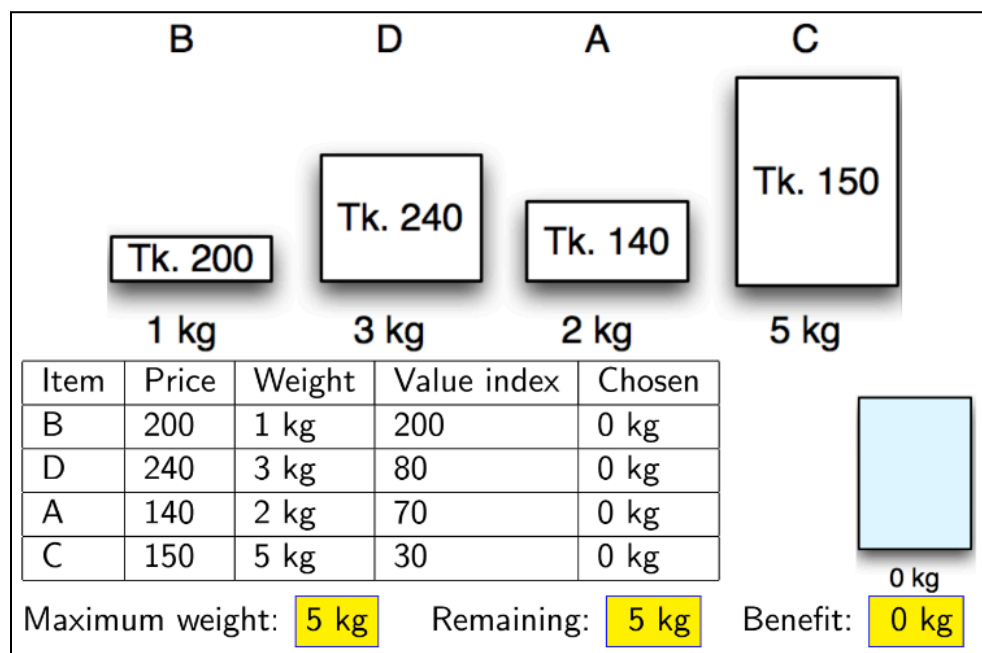 B D A C
Tk. 200 Tk. 240 Tk. 140 Tk. 150
1 kg 3 kg 2 kg 5 kg
Item Price Weight Value index Chosen
B 200 1 kg 200 0 kg
D 240 3 kg 80 0 kg
A 140 2 kg 70 0 kg
C 150 5 kg 30 0 kg
0 kg
Maximum weight: 5 kg Remaining: 5 kg Benefit: 0 kg